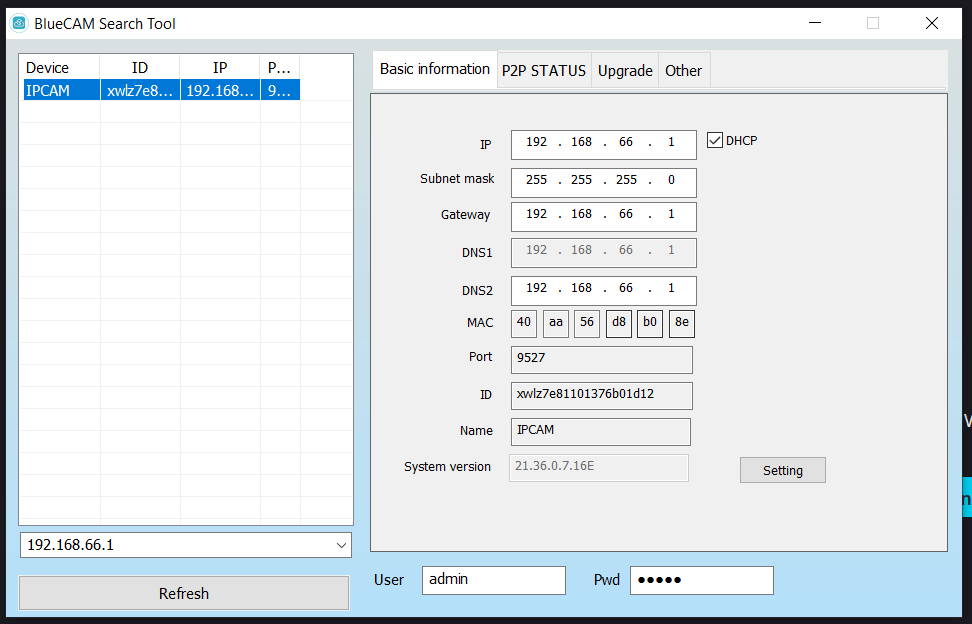 BlueCAM Search Tool
Device ID IP P...
IPCAM xwlz7e8... 192.168... 9...
192.168.66.1
Refresh
Basic information P2P STATUS Upgrade Other
IP 192 . 168 . 66 . 1 DHCP
Subnet mask 255 . 255 . 255 . 0
Gateway 192 . 168 . 66 . 1
DNS1 192 . 168 . 66 . 1
DNS2 192 . 168 . 66 . 1
MAC 40 aa 56 d8 b0 8e
Port 9527
ID xwlz7e81101376b01d12
Name IPCAM
System version 21.36.0.7.16E
Setting
User admin Pwd ●●●●●